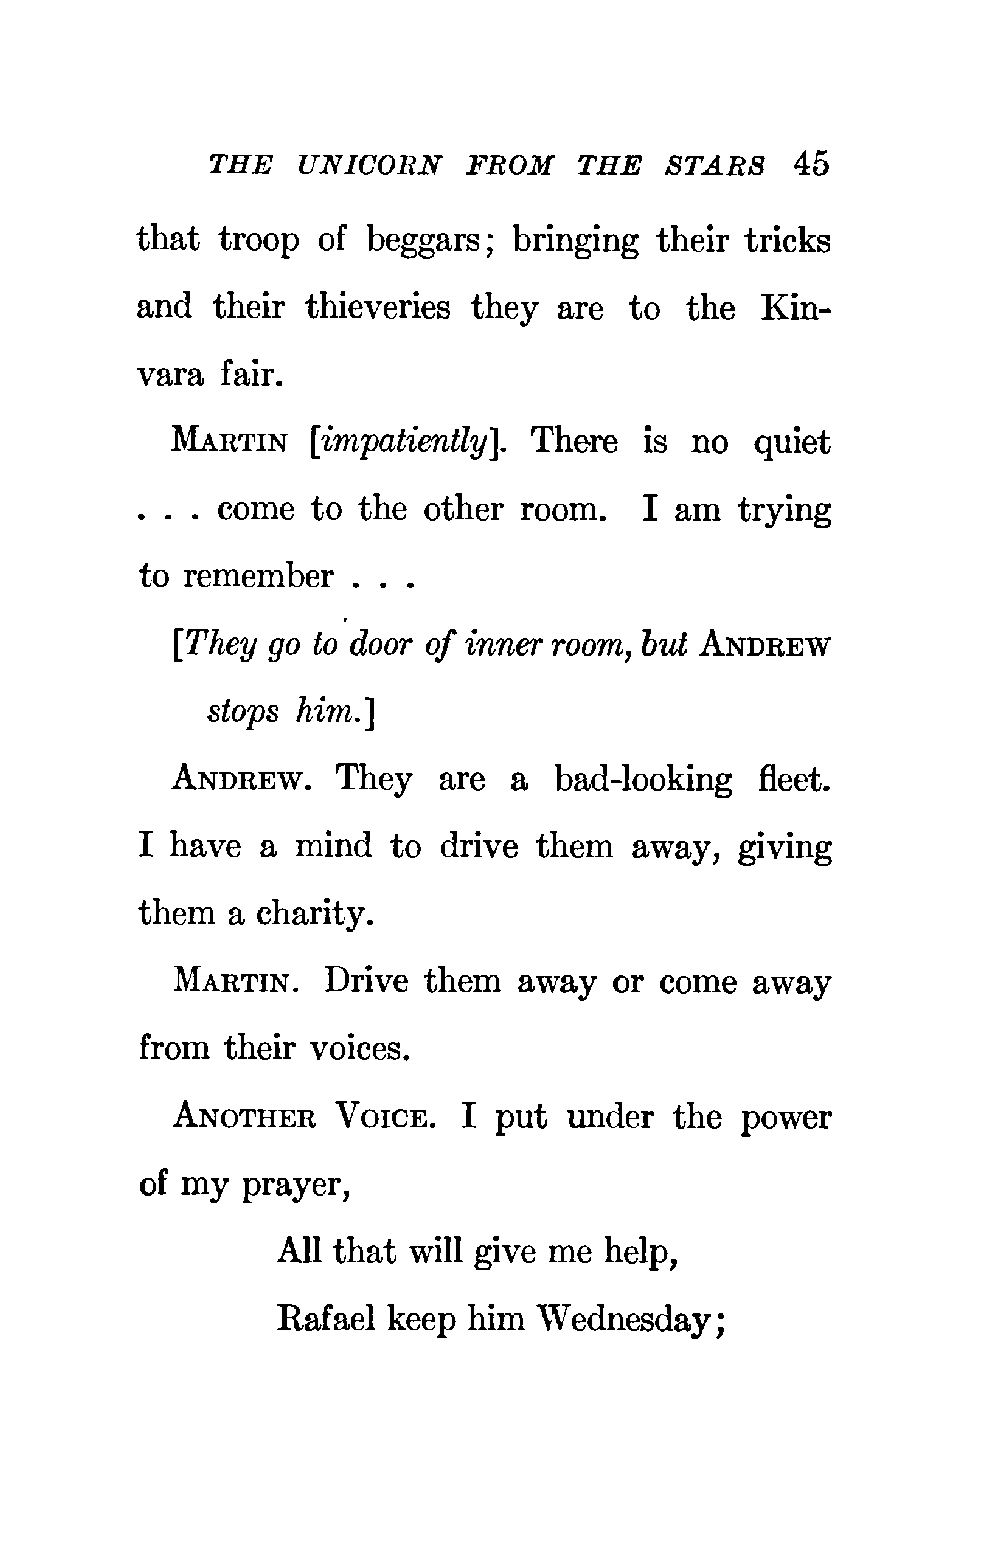 THE UNICORN FROM THE STARS 45
that troop of beggars; bringing their tricks
and their thieveries they are to the Kin-
vara fair.
MARTIN [impatiently]. There is no quiet
. . . come to the other room. I am trying
to remember . . .
[They go to door of inner room, but ANDREW
stops him.]
ANDREW. They are a bad-looking fleet.
I have a mind to drive them away, giving
them a charity.
MARTIN. Drive them away or come away
from their voices.
ANOTHER VOICE. I put under the power
of my prayer,
All that will give me help,
Rafael keep him Wednesday;